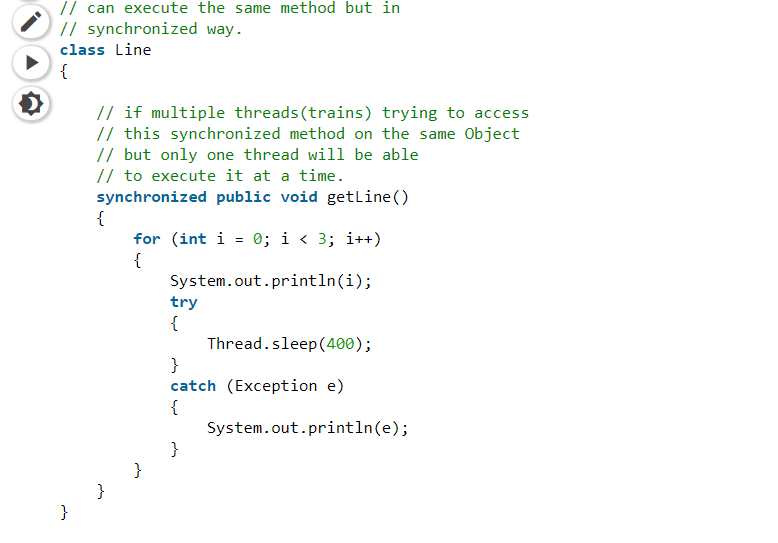 // can execute the same method but in
// synchronized way.
class Line
{
// if multiple threads(trains) trying to access
// this synchronized method on the same Object
// but only one thread will be able
// to execute it at a time.
synchronized public void getLine()
{
for (int i = 0; i < 3; i++)
{
System.out.println(i);
try
{
Thread.sleep(400);
}
catch (Exception e)
{
System.out.println(e);
}
}
}
}